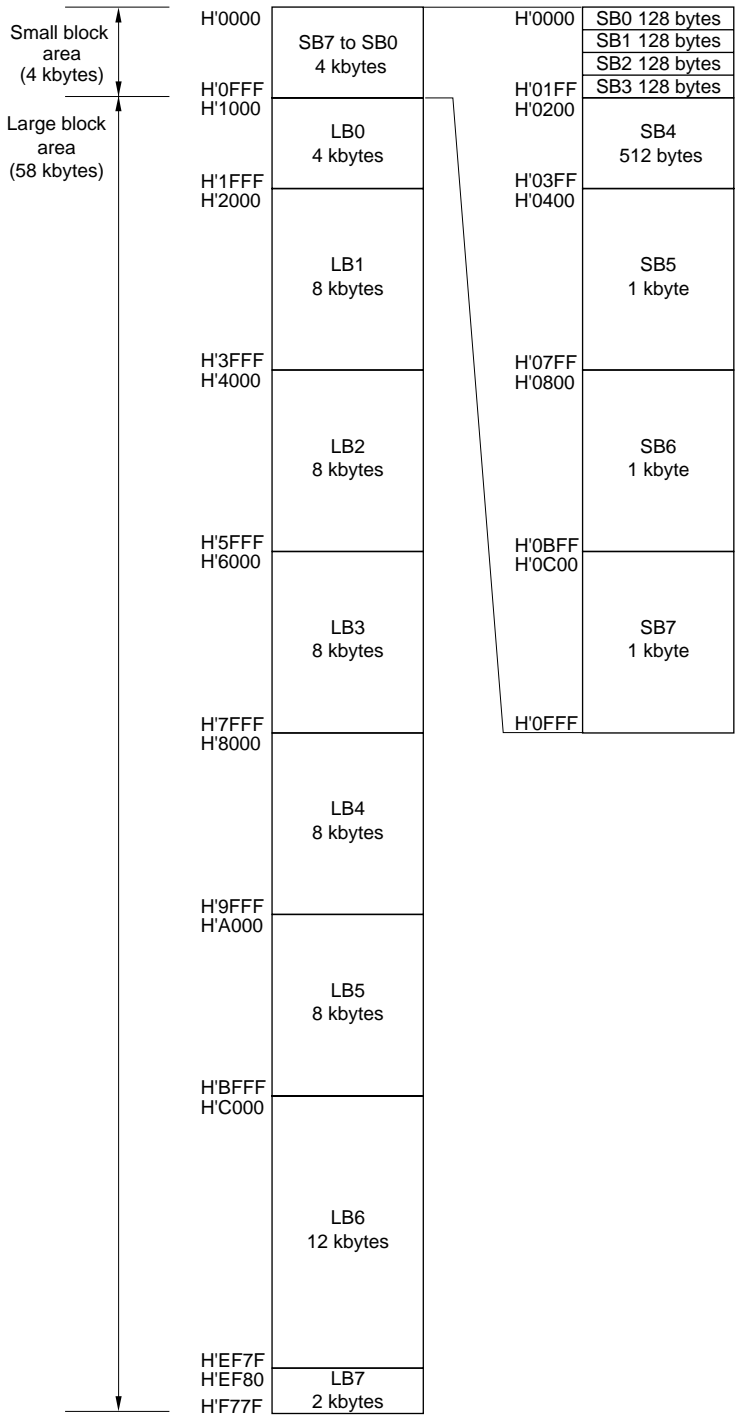 Small block
area
(4 kbytes)
Large block
area
(58 kbytes)
H'0000
SB7 to SB0
4 kbytes
H'0FFF
H'1000
LB0
4 kbytes
H'1FFF
H'2000
LB1
8 kbytes
H'3FFF
H'4000
LB2
8 kbytes
H'5FFF
H'6000
LB3
8 kbytes
H'7FFF
H'8000
LB4
8 kbytes
H'9FFF
H'A000
LB5
8 kbytes
H'BFFF
H'C000
LB6
12 kbytes
H'EF7F
H'EF80
LB7
2 kbytes
H'F77F
H'0000
SB0 128 bytes
SB1 128 bytes
SB2 128 bytes
SB3 128 bytes
H'01FF
H'0200
SB4
512 bytes
H'03FF
H'0400
SB5
1 kbyte
H'07FF
H'0800
SB6
1 kbyte
H'0BFF
H'0C00
SB7
1 kbyte
H'0FFF